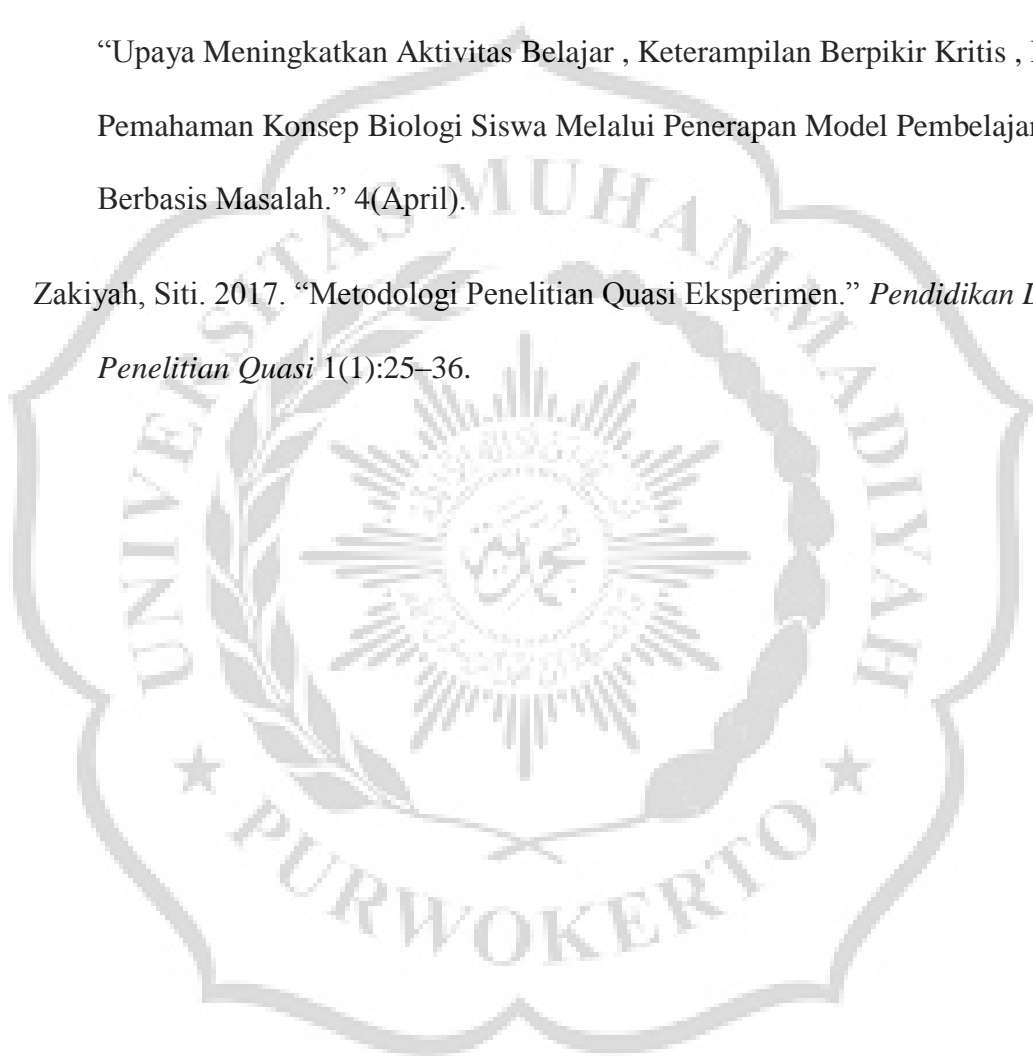 “Upaya Meningkatkan Aktivitas Belajar , Keterampilan Berpikir Kritis ,
Pemahaman Konsep Biologi Siswa Melalui Penerapan Model
Berbasis Masalah.” 4(April).
Zakiyah, Siti. 2017. “Metodologi Penelitian Quasi Eksperimen.” Pendidikan
Penelitian Quasi 1(1):25–36.
UNIVERSITAS MUHAMMADIYAH
PURWOKERTO